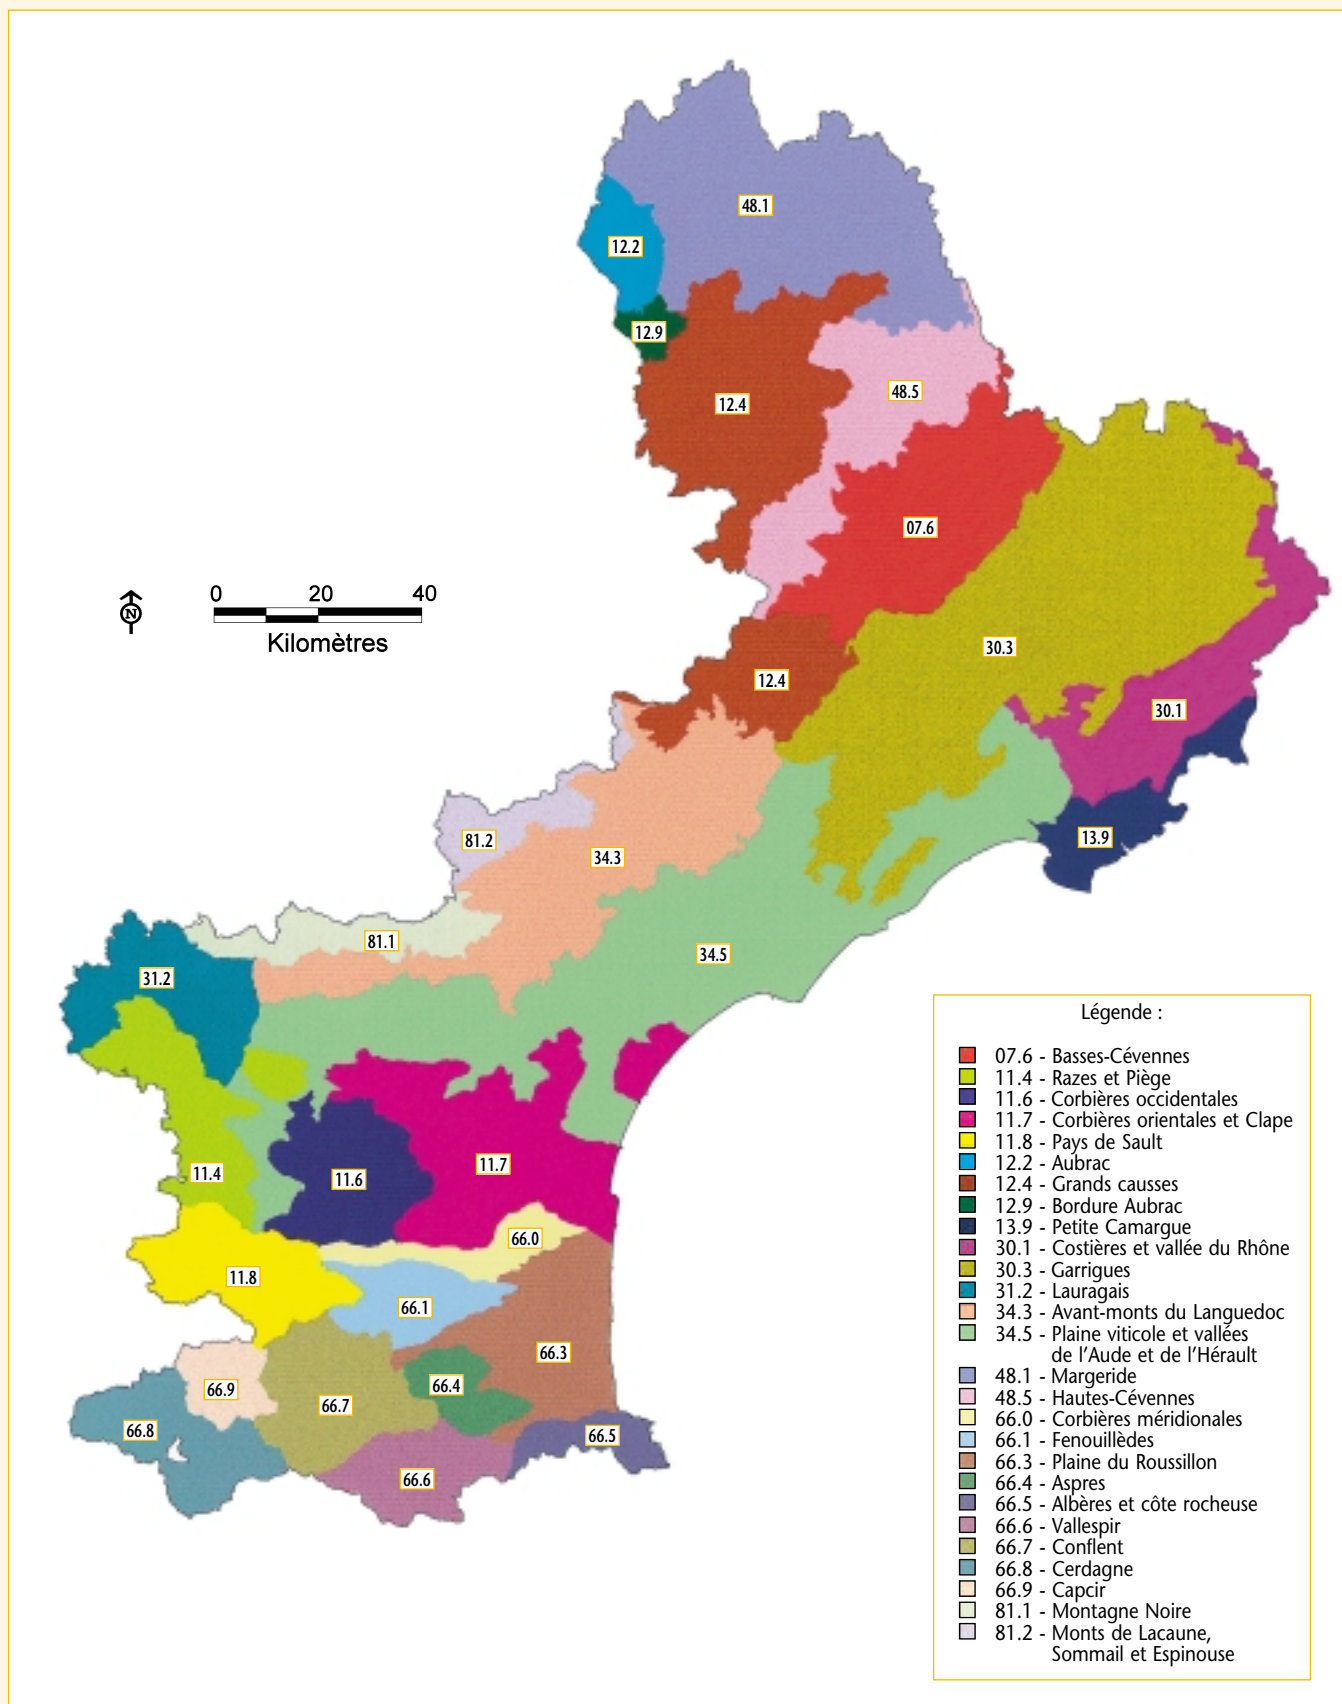 48.1
12.2
12.9
48.5
12.4
07.6
0 20 40
Kilomètres
N
30.3
12.4
30.1
13.9
81.2
34.3
81.1
34.5
31.2
11.7
11.4
11.6
66.0
11.8
66.1
66.3
66.4
66.9
66.7
66.8
66.5
66.6
Légende :
07.6 - Basses-Cévennes
11.4 - Razes et Piège
11.6 - Corbières occidentales
11.7 - Corbières orientales et Clape
11.8 - Pays de Sault
12.2 - Aubrac
12.4 - Grands causses
12.9 - Bordure Aubrac
13.9 - Petite Camargue
30.1 - Costières et vallée du Rhône
30.3 - Garrigues
31.2 - Lauragais
34.3 - Avant-monts du Languedoc
34.5 - Plaine viticole et vallées
de l'Aude et de l'Hérault
48.1 - Margeride
48.5 - Hautes-Cévennes
66.0 - Corbières méridionales
66.1 - Fenouillèdes
66.3 - Plaine du Roussillon
66.4 - Aspres
66.5 - Albères et côte rocheuse
66.6 - Vallespir
66.7 - Conflent
66.8 - Cerdagne
66.9 - Capcir
81.1 - Montagne Noire
81.2 - Monts de Lacaune,
Sommail et Espinouse